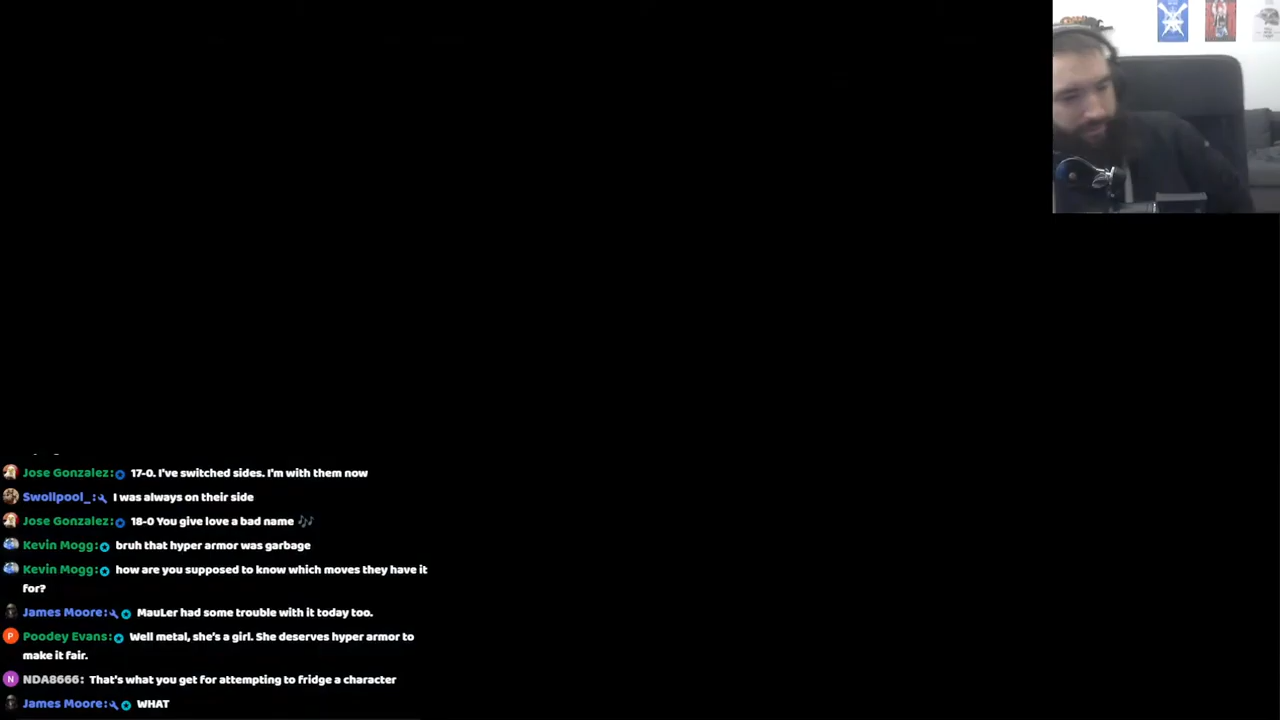 Jose Gonzalez: 17-0. I've switched sides. I'm with them now
Swollpool_: I was always on their side
Jose Gonzalez: 18-0 You give love a bad name 🎶
Kevin Mogg: bruh that hyper armor was garbage
Kevin Mogg: how are you supposed to know which moves they have it
for?
James Moore: MauLer had some trouble with it today too.
P Poodey Evans: Well metal, she's a girl. She deserves hyper armor to
make it fair.
N NDA8666: That's what you get for attempting to fridge a character
James Moore: WHAT